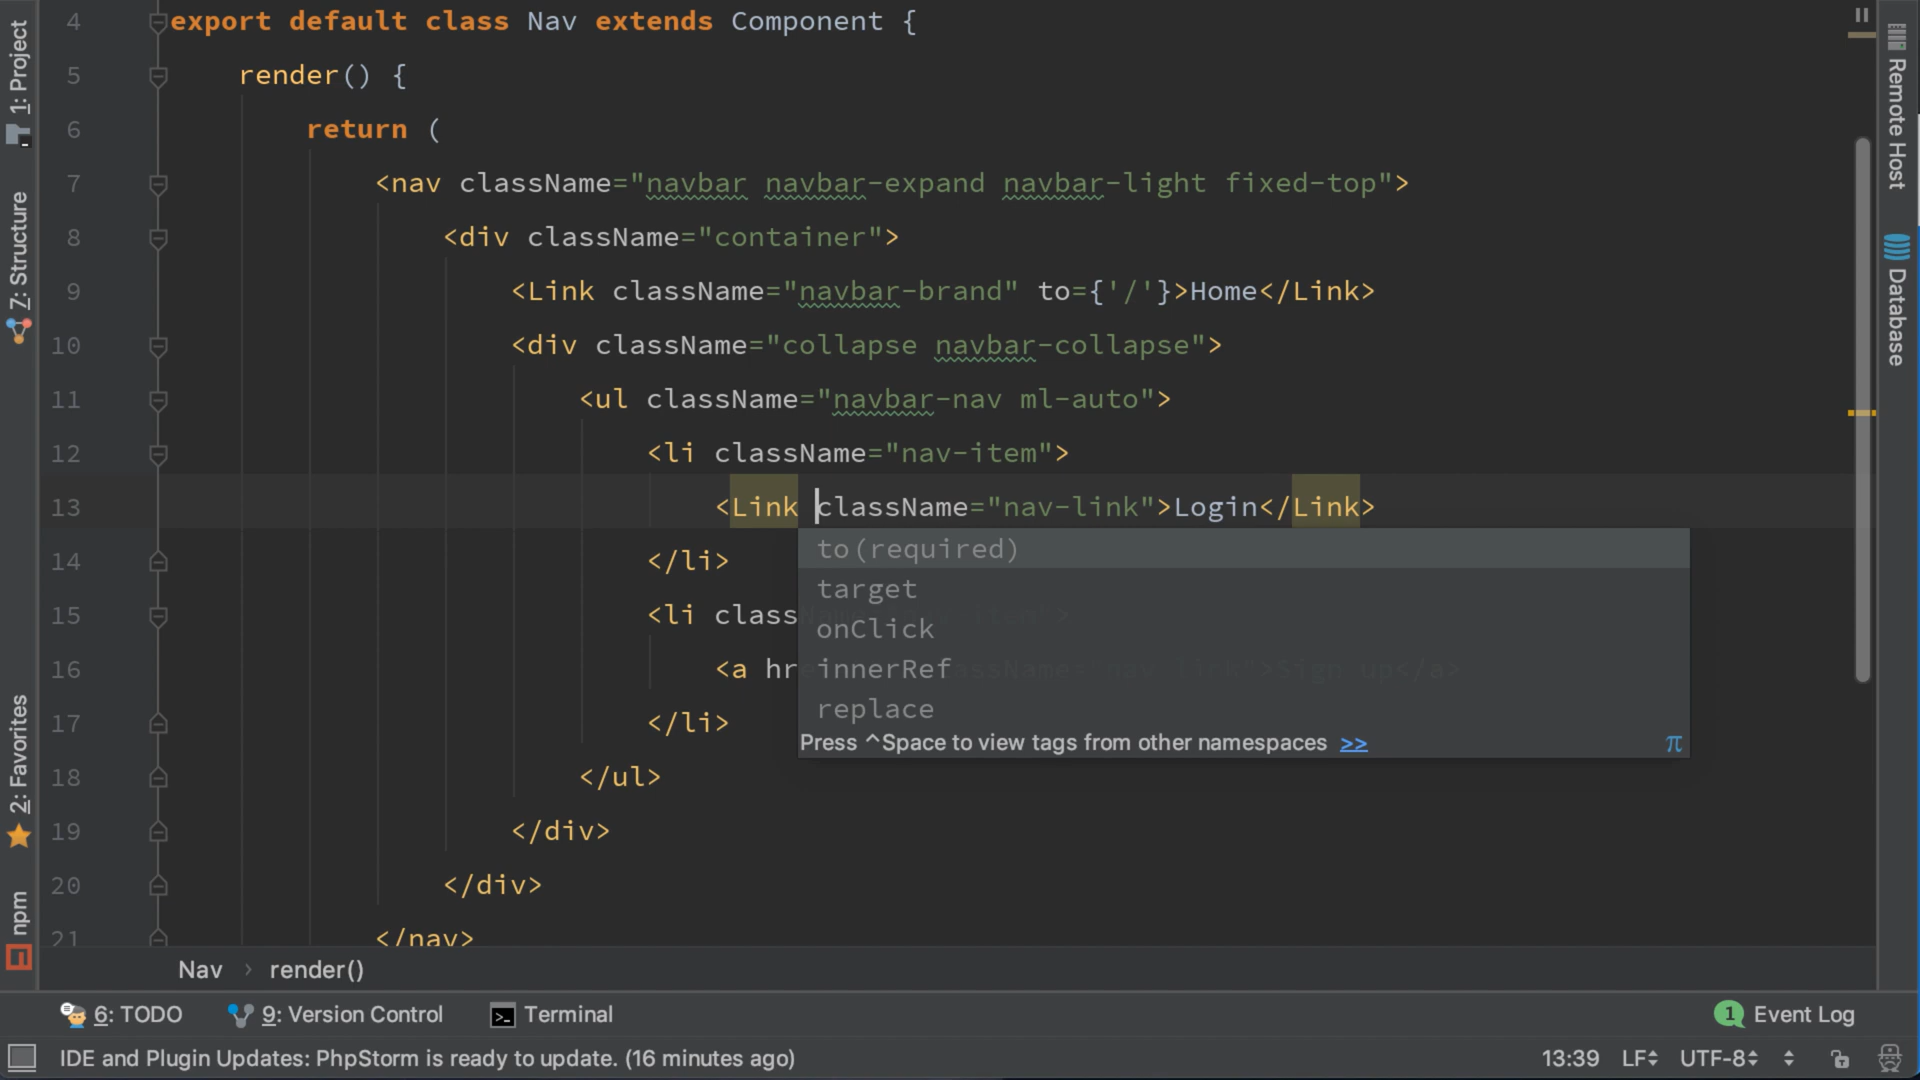 4 export default class Nav extends Component {
5 render() {
6 return (
7 <nav className="navbar navbar-expand navbar-light fixed-top">
8 <div className="container">
9 <Link className="navbar-brand" to={'/'}>Home</Link>
10 <div className="collapse navbar-collapse">
11 <ul className="navbar-nav ml-auto">
12 <li className="nav-item">
13 <Link className="nav-link">Login</Link>
to(required)
14 </li>
target
15 <li class
onClick
16 <a hr
innerRef
replace
17 </li>
Press ^Space to view tags from other namespaces >> π
18 </ul>
19 </div>
20 </div>
21 </nav>
Nav › render()
1: Project
7: Structure
2: Favorites
npm
Remote Host
Database
6: TODO 9: Version Control Terminal 1 Event Log
IDE and Plugin Updates: PhpStorm is ready to update. (16 minutes ago) 13:39 LF UTF-8